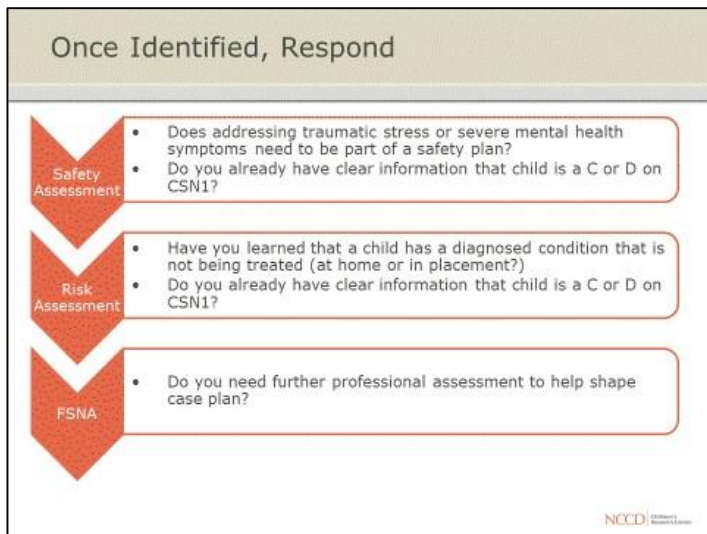 Once Identified, Respond
Safety
Assessment
• Does addressing traumatic stress or severe mental health
symptoms need to be part of a safety plan?
• Do you already have clear information that child is a C or D on
CSN1?
Risk
Assessment
• Have you learned that a child has a diagnosed condition that is
not being treated (at home or in placement?)
• Do you already have clear information that child is a C or D on
CSN1?
FSNA
• Do you need further professional assessment to help shape
case plan?
NCCD Children's
Research Center